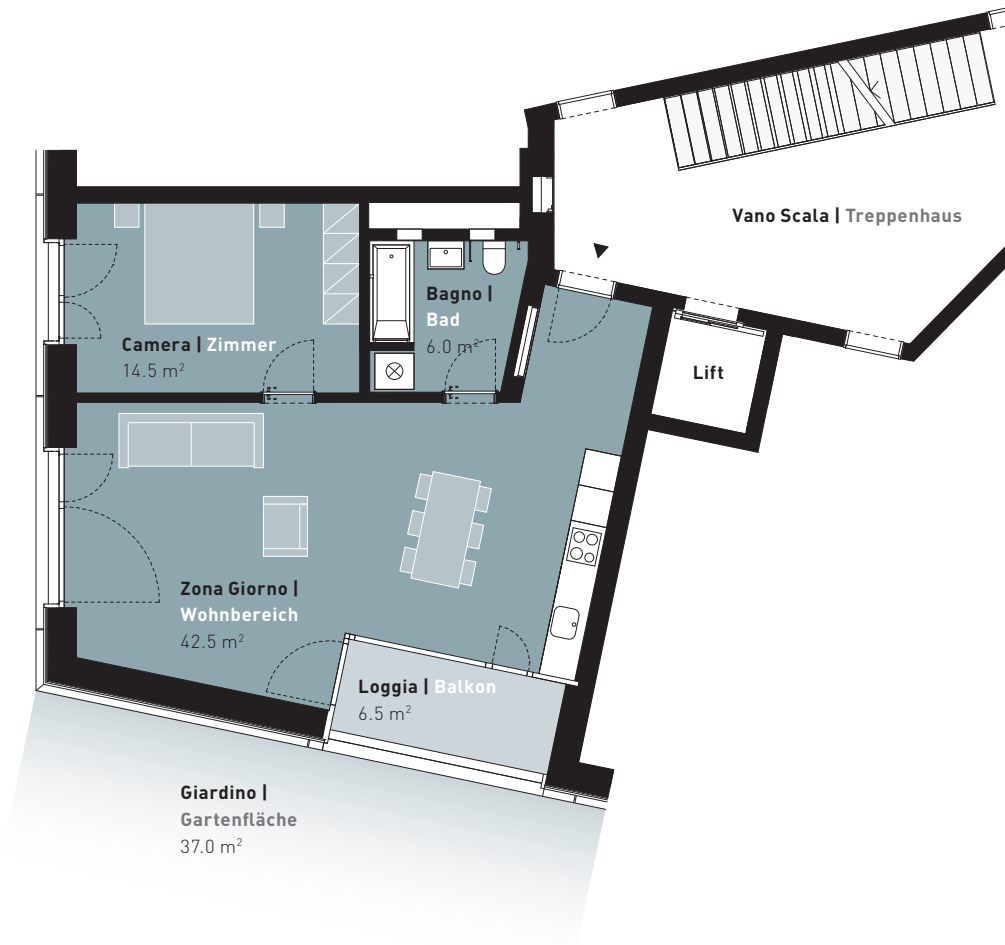 Vano Scala | Treppenhaus
Bagno |
Bad
6.0 m²
Camera | Zimmer
14.5 m²
Lift
Zona Giorno |
Wohnbereich
42.5 m²
Loggia | Balkon
6.5 m²
Giardino |
Gartenfläche
37.0 m²